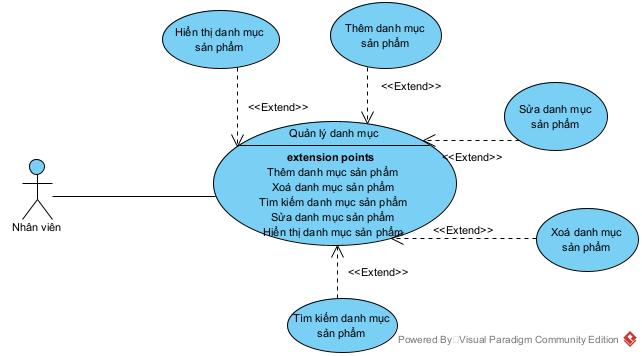 Hiển thị danh mục
sản phẩm
Thêm danh mục
sản phẩm
<<Extend>>
<<Extend>>
Sửa danh mục
sản phẩm
Quản lý danh mục
<<Extend>>
extension points
Thêm danh mục sản phẩm
Xoá danh mục sản phẩm
Tìm kiếm danh mục sản phẩm
Sửa danh mục sản phẩm
Hiển thị danh mục sản phẩm
Nhân viên
<<Extend>>
Xoá danh mục
sản phẩm
<<Extend>>
Tìm kiếm danh mục
sản phẩm
Powered By Visual Paradigm Community Edition